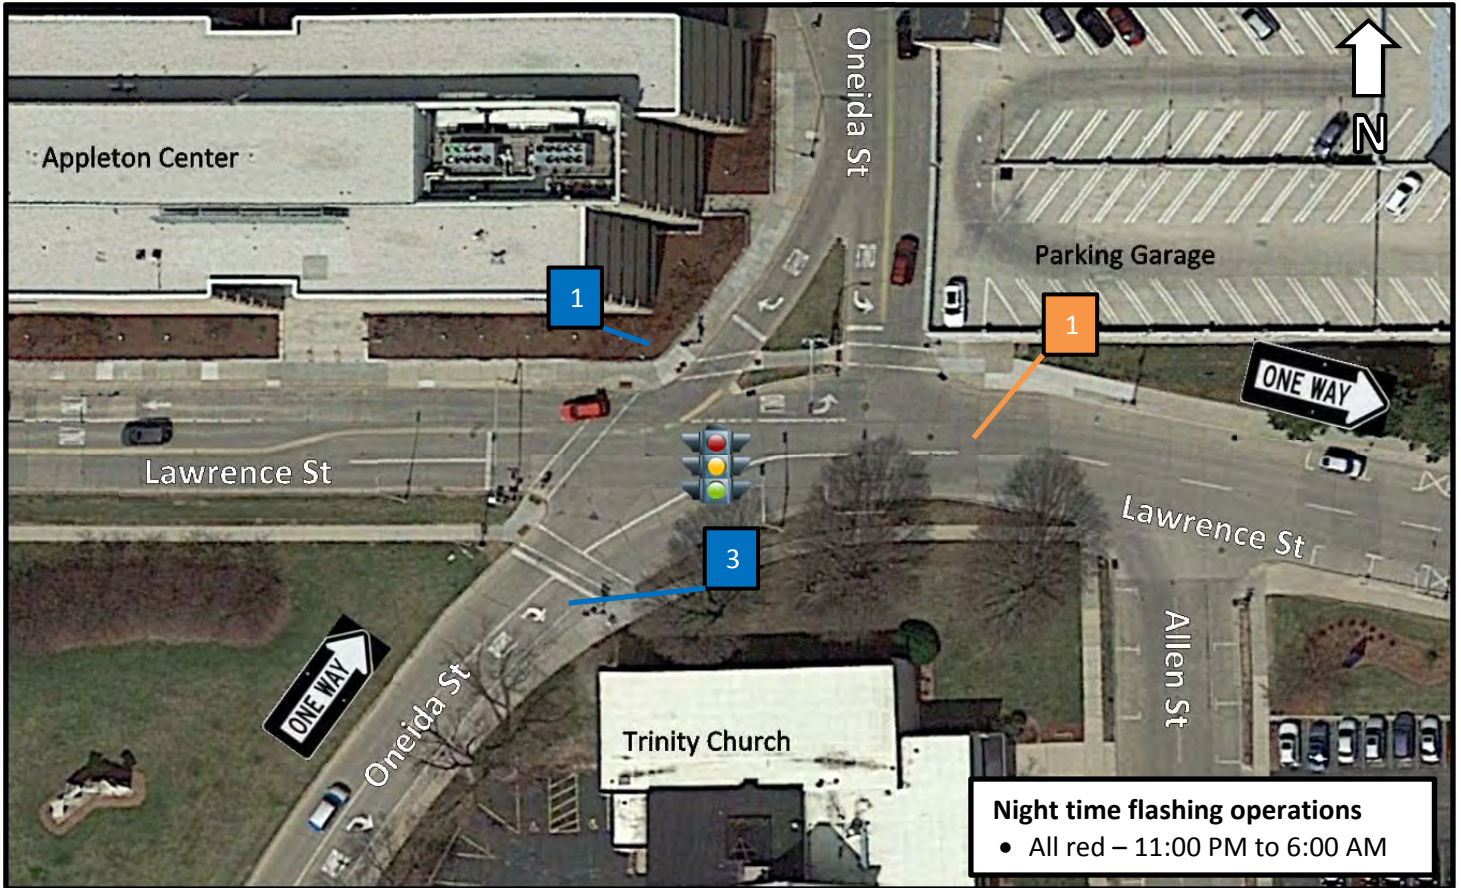 Oneida St
N
Appleton Center
Parking Garage
1
1
ONE WAY
Lawrence St
Lawrence St
3
Allen St
ONE WAY
Oneida St
Trinity Church
Night time flashing operations
• All red – 11:00 PM to 6:00 AM